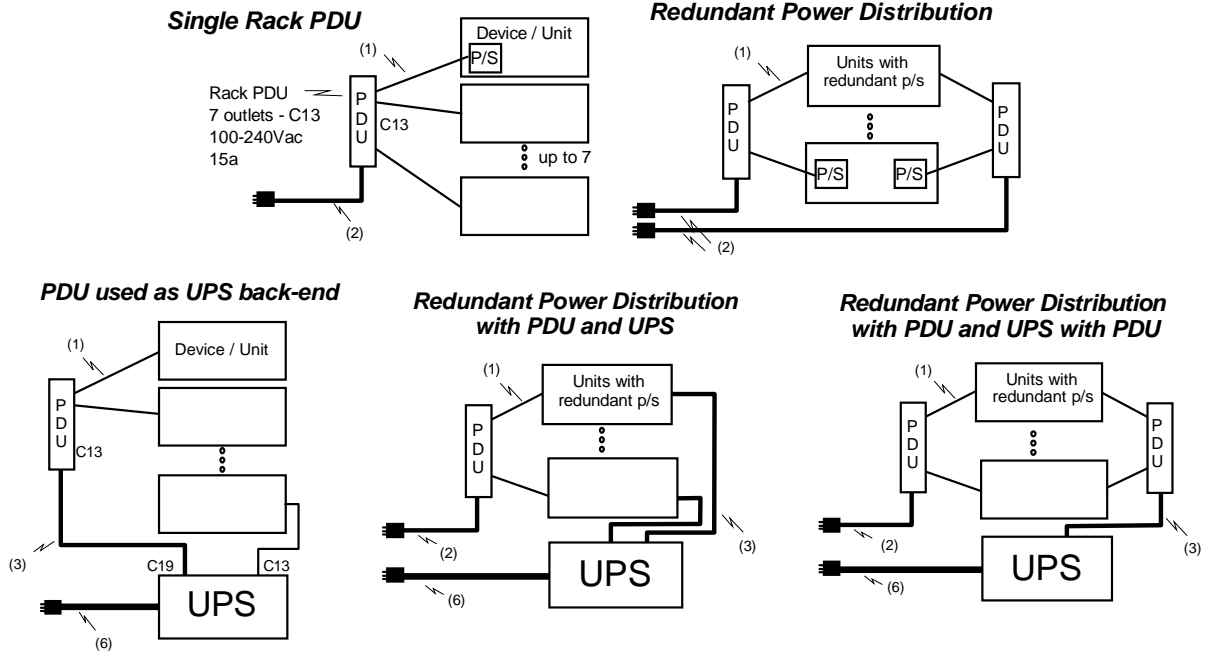 Single Rack PDU
(1)
Device / Unit
P/S
Rack PDU
7 outlets - C13
100-240Vac
15a
P
D
U
C13
up to 7
(2)
Redundant Power Distribution
(1)
Units with
redundant p/s
P
D
U
P
D
U
P/S
P/S
(2)
PDU used as UPS back-end
(1)
Device / Unit
P
D
U
C13
(3)
C19
C13
UPS
(6)
Redundant Power Distribution
with PDU and UPS
(1)
Units with
redundant p/s
P
D
U
(2)
(3)
UPS
(6)
Redundant Power Distribution
with PDU and UPS with PDU
(1)
Units with
redundant p/s
P
D
U
P
D
U
(2)
(3)
UPS
(6)